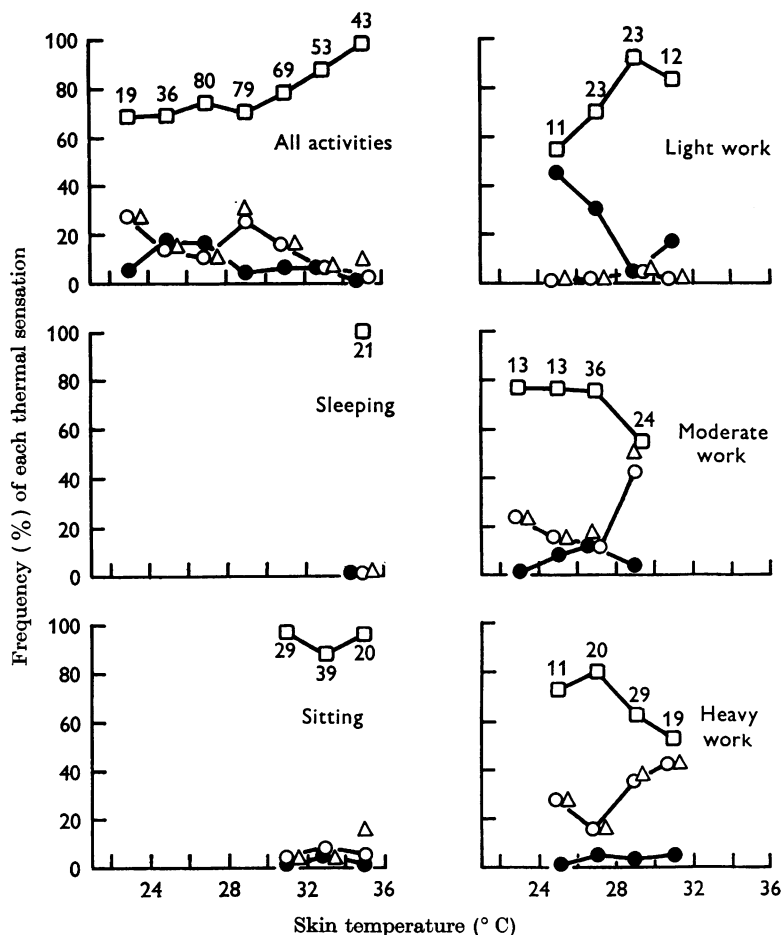 Frequency (%) of each thermal sensation
100
80
60
40
20
0
19 36 80 79 69 53 43
All activities
11 23 23 12
Light work
100
80
60
40
20
0
21
Sleeping
13 13 36 24
Moderate
work
100
80
60
40
20
0
29 39 20
Sitting
11 20 29 19
Heavy
work
24 28 32 36
24 28 32 36
Skin temperature (° C)